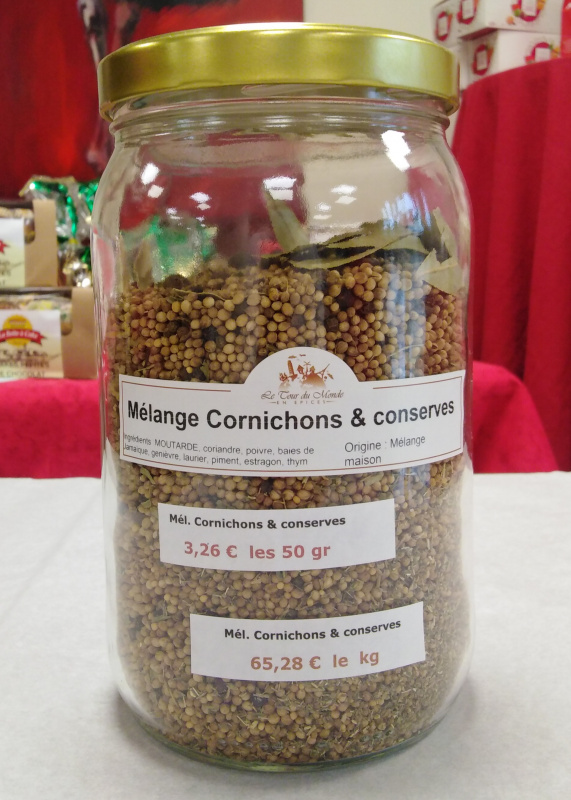 Le Tour du Monde
EN EPICES
Mélange Cornichons & conserves
Ingrédients MOUTARDE, coriandre, poivre, baies de
Jamaïque, genièvre, laurier, piment, estragon, thym
Origine : Mélange
maison
Mél. Cornichons & conserves
3,26 € les 50 gr
Mél. Cornichons & conserves
65,28 € le kg